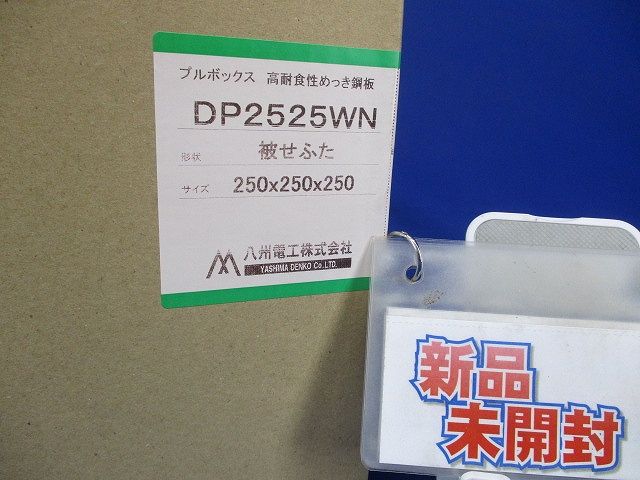 プルボックス 高耐食性めっき鋼板
DP2525WN
形状 被せふた
サイズ 250x250x250
八州電工株式会社
YASHIMA DENKO Co.LTD.
新品
未開封